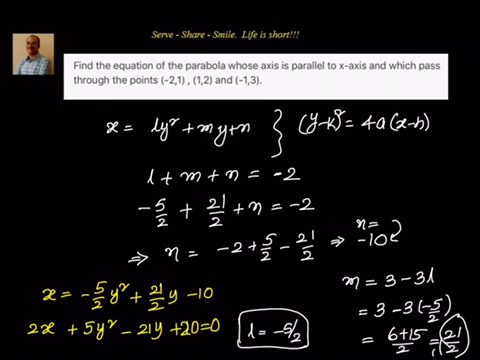 Serve - Share - Smile. Life is short!!!
Find the equation of the parabola whose axis is parallel to x-axis and which pass
through the points (-2,1) , (1,2) and (-1,3).
x = ly² + my + n } (y-k)² = 4a(x-h)
l + m + n = -2
-5/2 + 21/2 + n = -2
⇒ n = -2 + 5/2 - 21/2 ⇒ n = -10
x = -5/2 y² + 21/2 y - 10
2x + 5y² - 21y + 20 = 0
l = -5/2
m = 3 - 3l
= 3 - 3(-5/2)
= 6+15/2 = 21/2